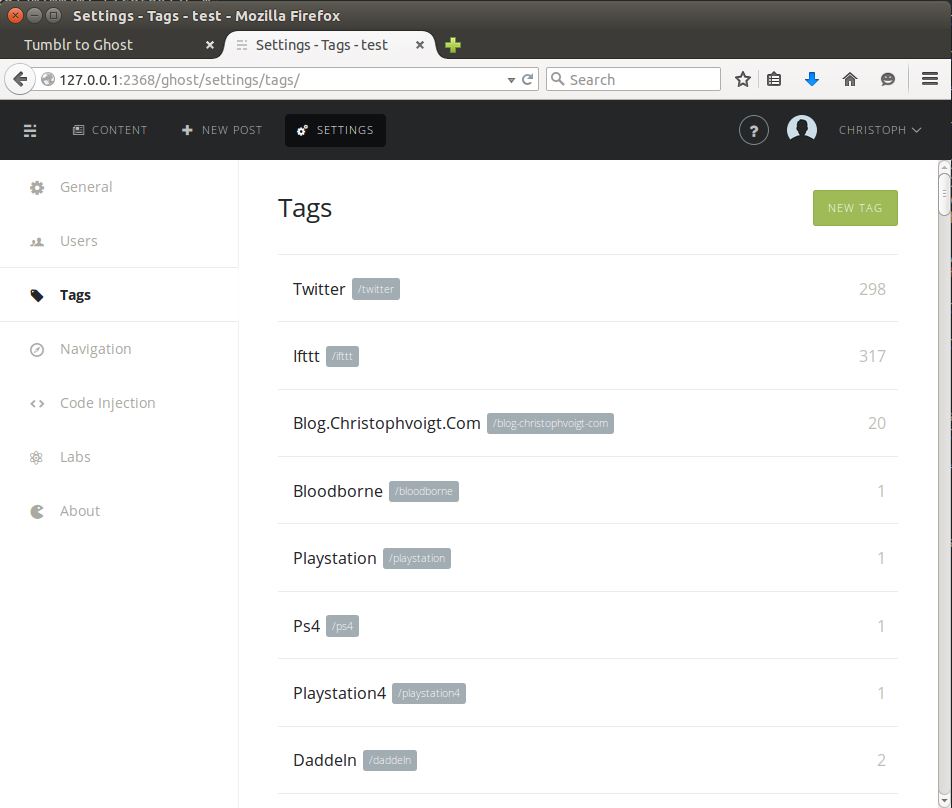 Settings - Tags - test - Mozilla Firefox
Tumblr to Ghost
Settings - Tags - test
127.0.0.1:2368/ghost/settings/tags/
Search
CONTENT
NEW POST
SETTINGS
?
CHRISTOPH
General
Users
Tags
Navigation
Code Injection
Labs
About
Tags
NEW TAG
Twitter /twitter 298
Ifttt /ifttt 317
Blog.Christophvoigt.Com /blog-christophvoigt-com 20
Bloodborne /bloodborne 1
Playstation /playstation 1
Ps4 /ps4 1
Playstation4 /playstation4 1
Daddeln /daddeln 2